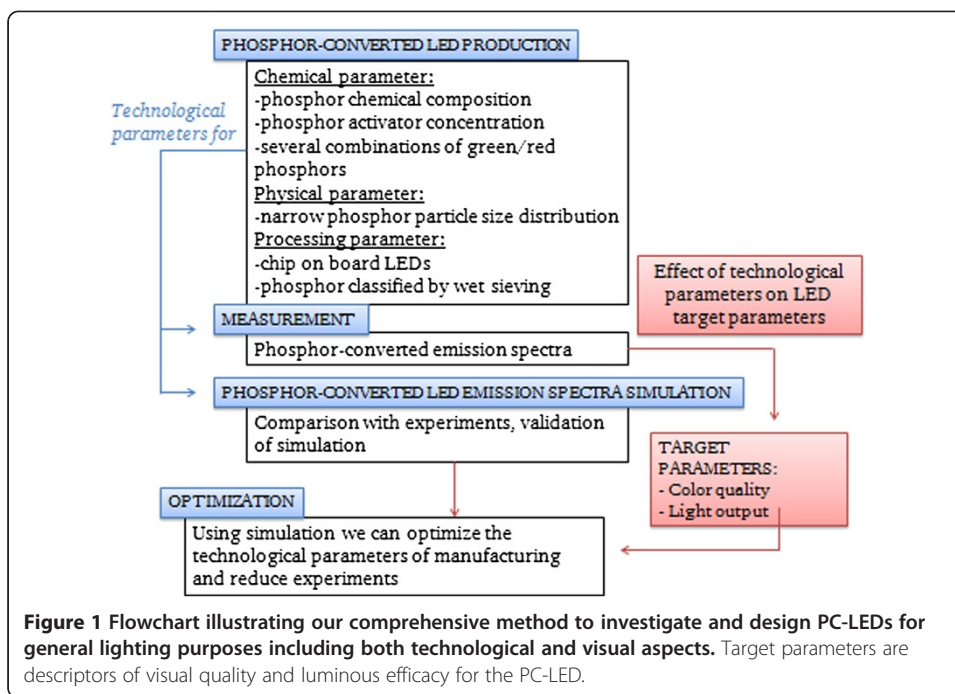 PHOSPHOR-CONVERTED LED PRODUCTION
Chemical parameter:
-phosphor chemical composition
-phosphor activator concentration
-several combinations of green/red
phosphors
Physical parameter:
-narrow phosphor particle size distribution
Processing parameter:
-chip on board LEDs
-phosphor classified by wet sieving
Technological
parameters for
Effect of technological
parameters on LED
target parameters
MEASUREMENT
Phosphor-converted emission spectra
PHOSPHOR-CONVERTED LED EMISSION SPECTRA SIMULATION
Comparison with experiments, validation
of simulation
TARGET
PARAMETERS:
- Color quality
- Light output
OPTIMIZATION
Using simulation we can optimize the
technological parameters of manufacturing
and reduce experiments
Figure 1 Flowchart illustrating our comprehensive method to investigate and design PC-LEDs for
general lighting purposes including both technological and visual aspects. Target parameters are
descriptors of visual quality and luminous efficacy for the PC-LED.